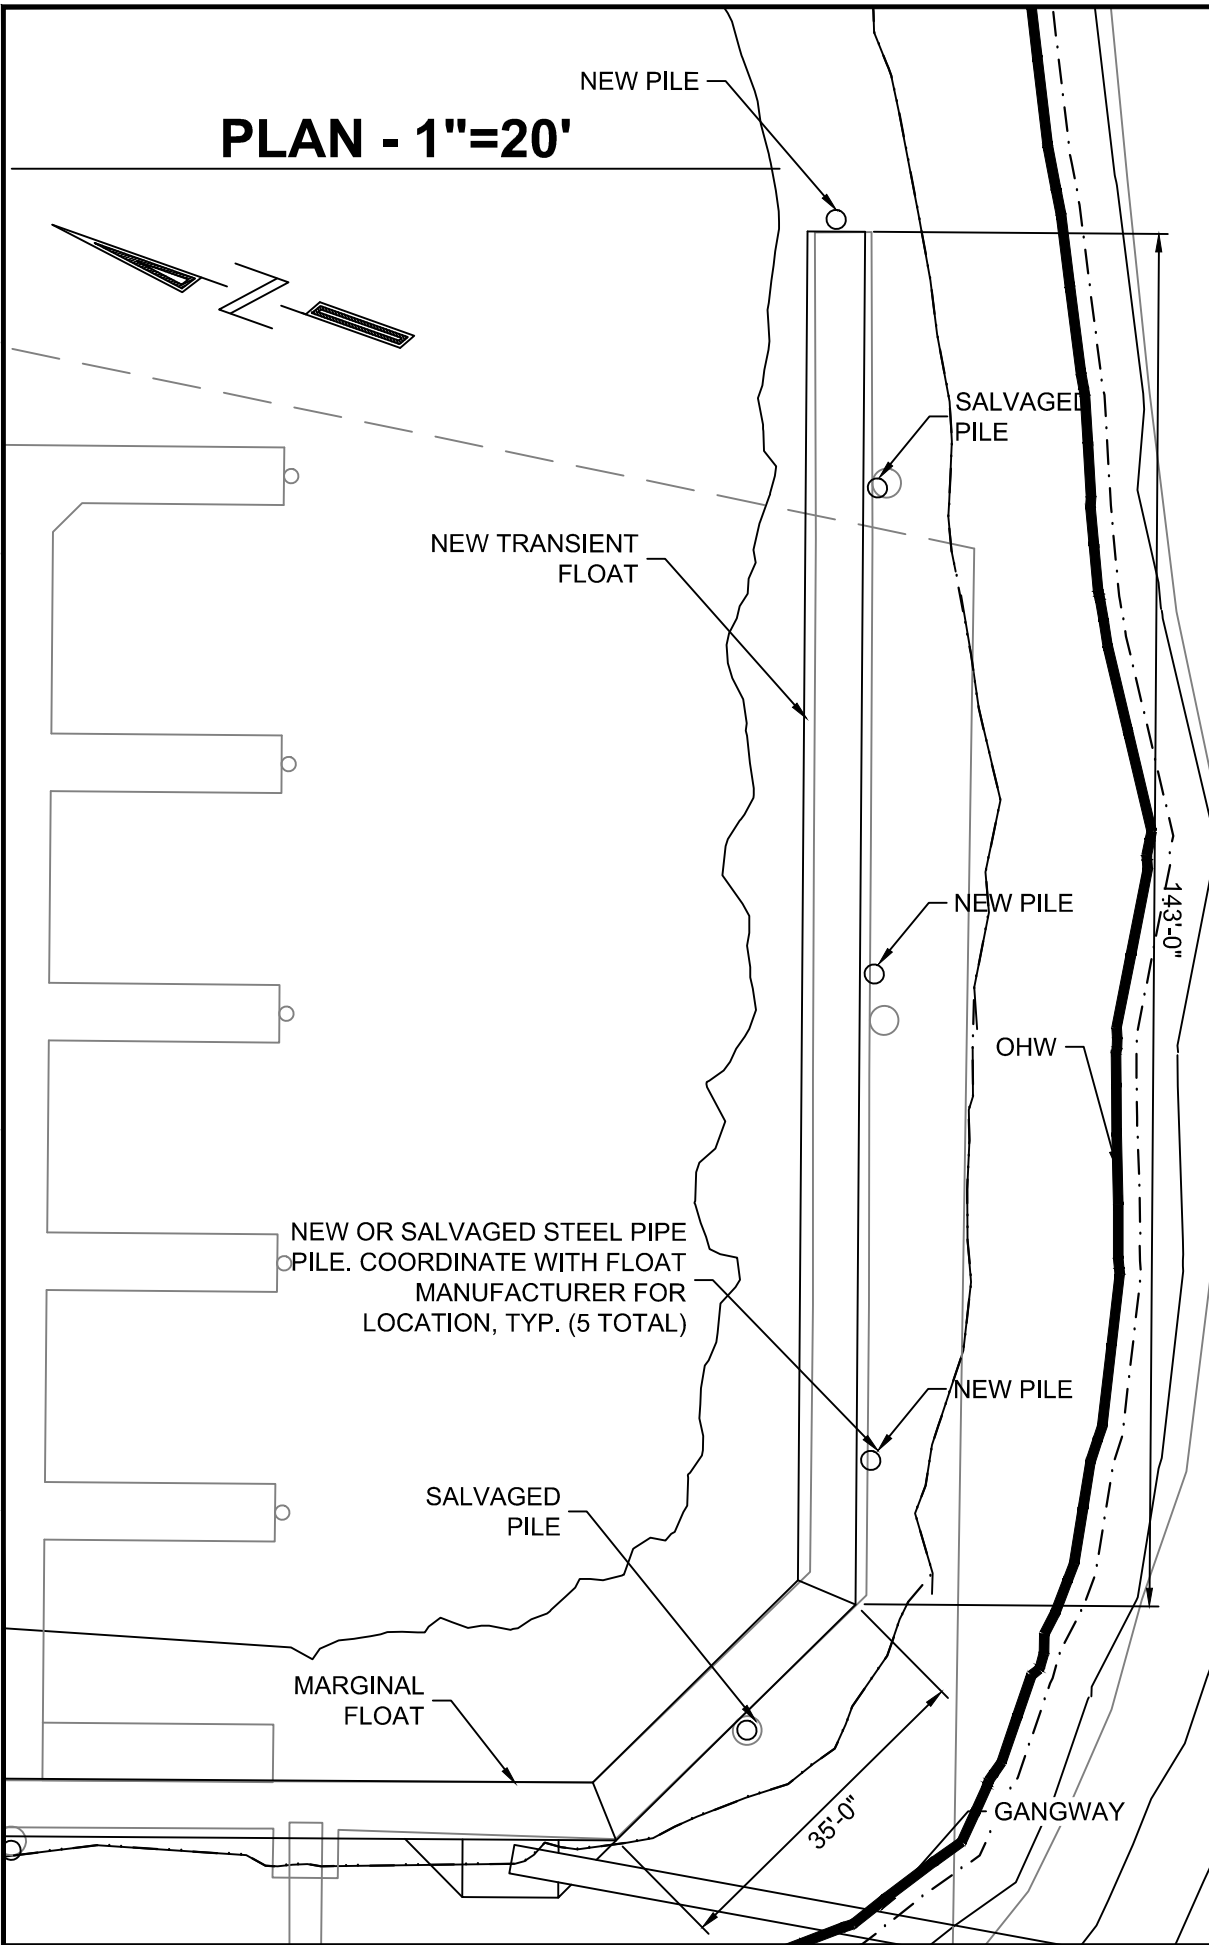 NEW PILE
PLAN - 1"=20'
SALVAGED
PILE
NEW TRANSIENT
FLOAT
NEW PILE
143'-0"
OHW
NEW OR SALVAGED STEEL PIPE
PILE. COORDINATE WITH FLOAT
MANUFACTURER FOR
LOCATION, TYP. (5 TOTAL)
NEW PILE
SALVAGED
PILE
MARGINAL
FLOAT
35'-0"
GANGWAY